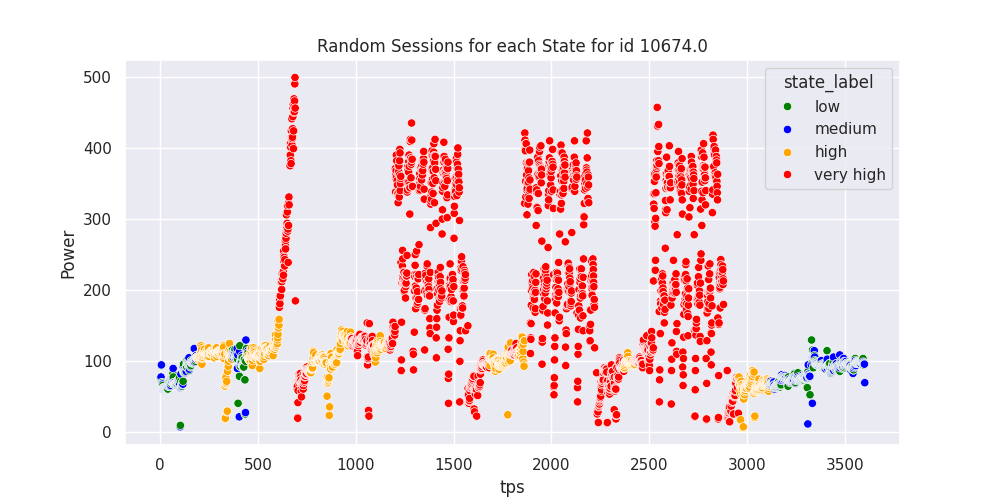 Random Sessions for each State for id 10674.0
Power
500
400
300
200
100
0
0 500 1000 1500 2000 2500 3000 3500
tps
state_label
low
medium
high
very high